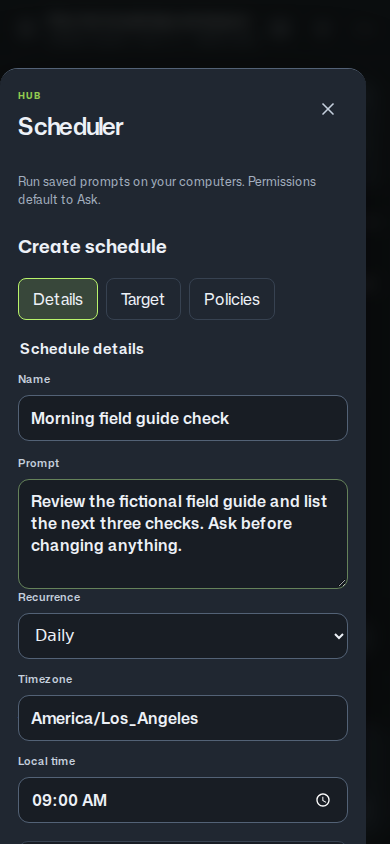 HUB
Scheduler
Run saved prompts on your computers. Permissions
default to Ask.
Create schedule
Details
Target
Policies
Schedule details
Name
Morning field guide check
Prompt
Review the fictional field guide and list
the next three checks. Ask before
changing anything.
Recurrence
Daily
Timezone
America/Los_Angeles
Local time
09:00 AM